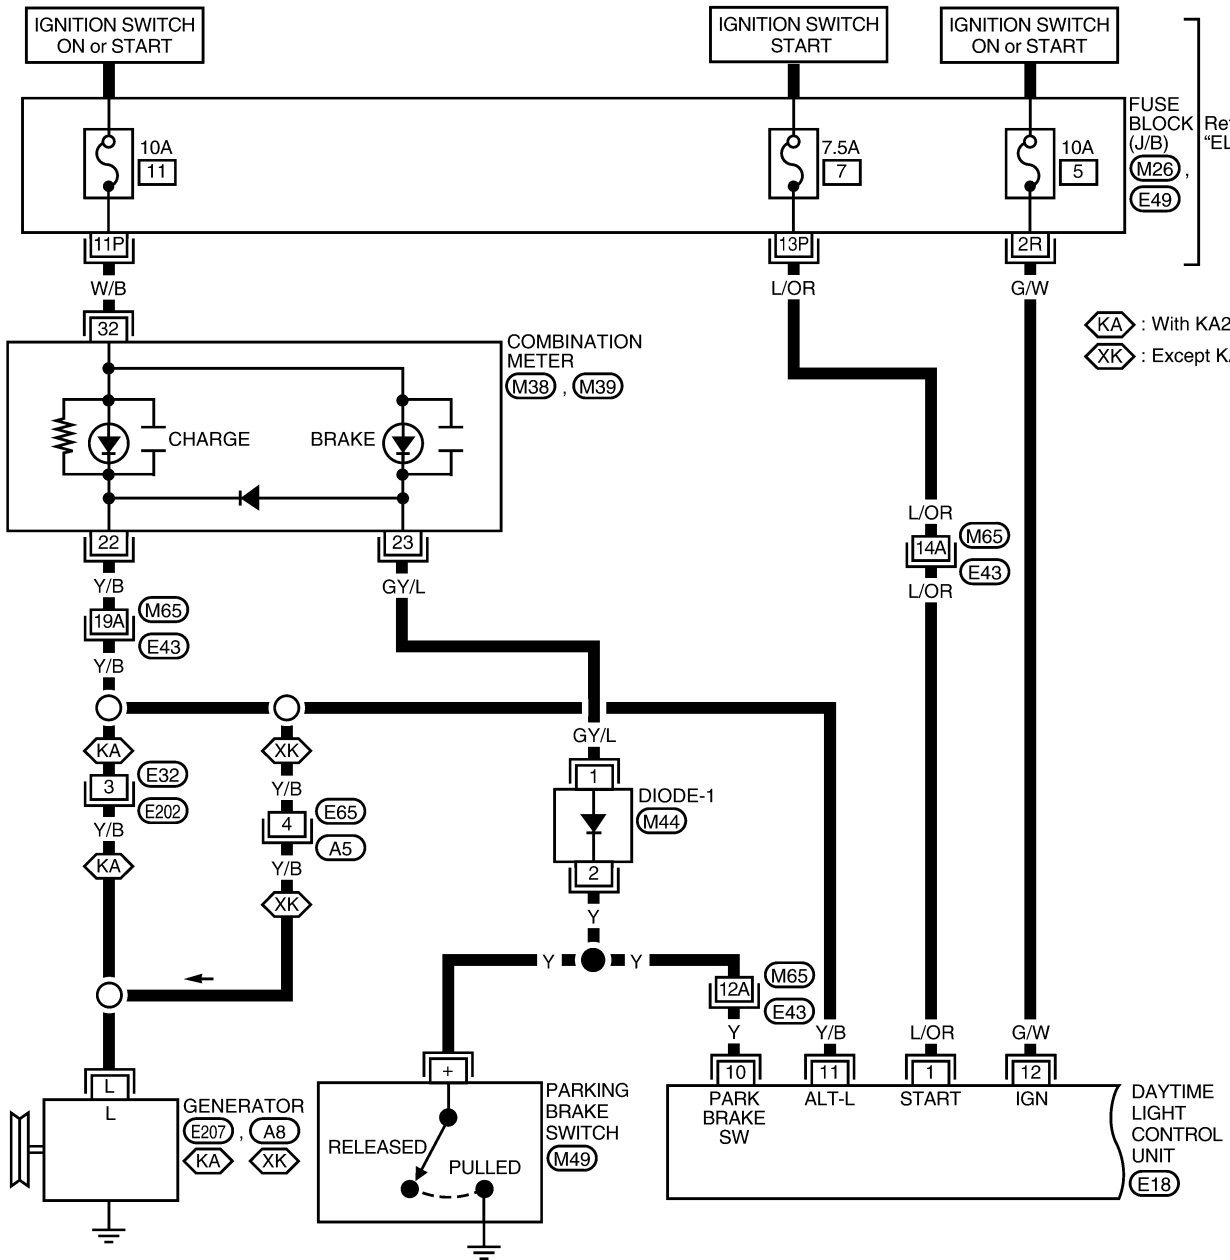 IGNITION SWITCH
ON or START
IGNITION SWITCH
START
IGNITION SWITCH
ON or START
10A
11
7.5A
7
10A
5
FUSE
BLOCK
(J/B)
M26 ,
E49
11P
13P
2R
W/B
L/OR
G/W
32
KA : With
XK : Except
COMBINATION
METER
M38 , M39
CHARGE
BRAKE
22
23
Y/B
GY/L
19A
M65
E43
Y/B
L/OR
14A
M65
E43
L/OR
GY/L
KA
XK
3
E32
E202
Y/B
Y/B
4
E65
A5
Y/B
KA
XK
1
DIODE-1
M44
2
Y
Y
Y
12A
M65
E43
Y
Y/B
L/OR
G/W
L
L
GENERATOR
E207 , A8
KA
XK
+
RELEASED
PULLED
PARKING
BRAKE
SWITCH
M49
10
11
1
12
PARK
BRAKE
SW
ALT-L
START
IGN
DAYTIME
LIGHT
CONTROL
UNIT
E18